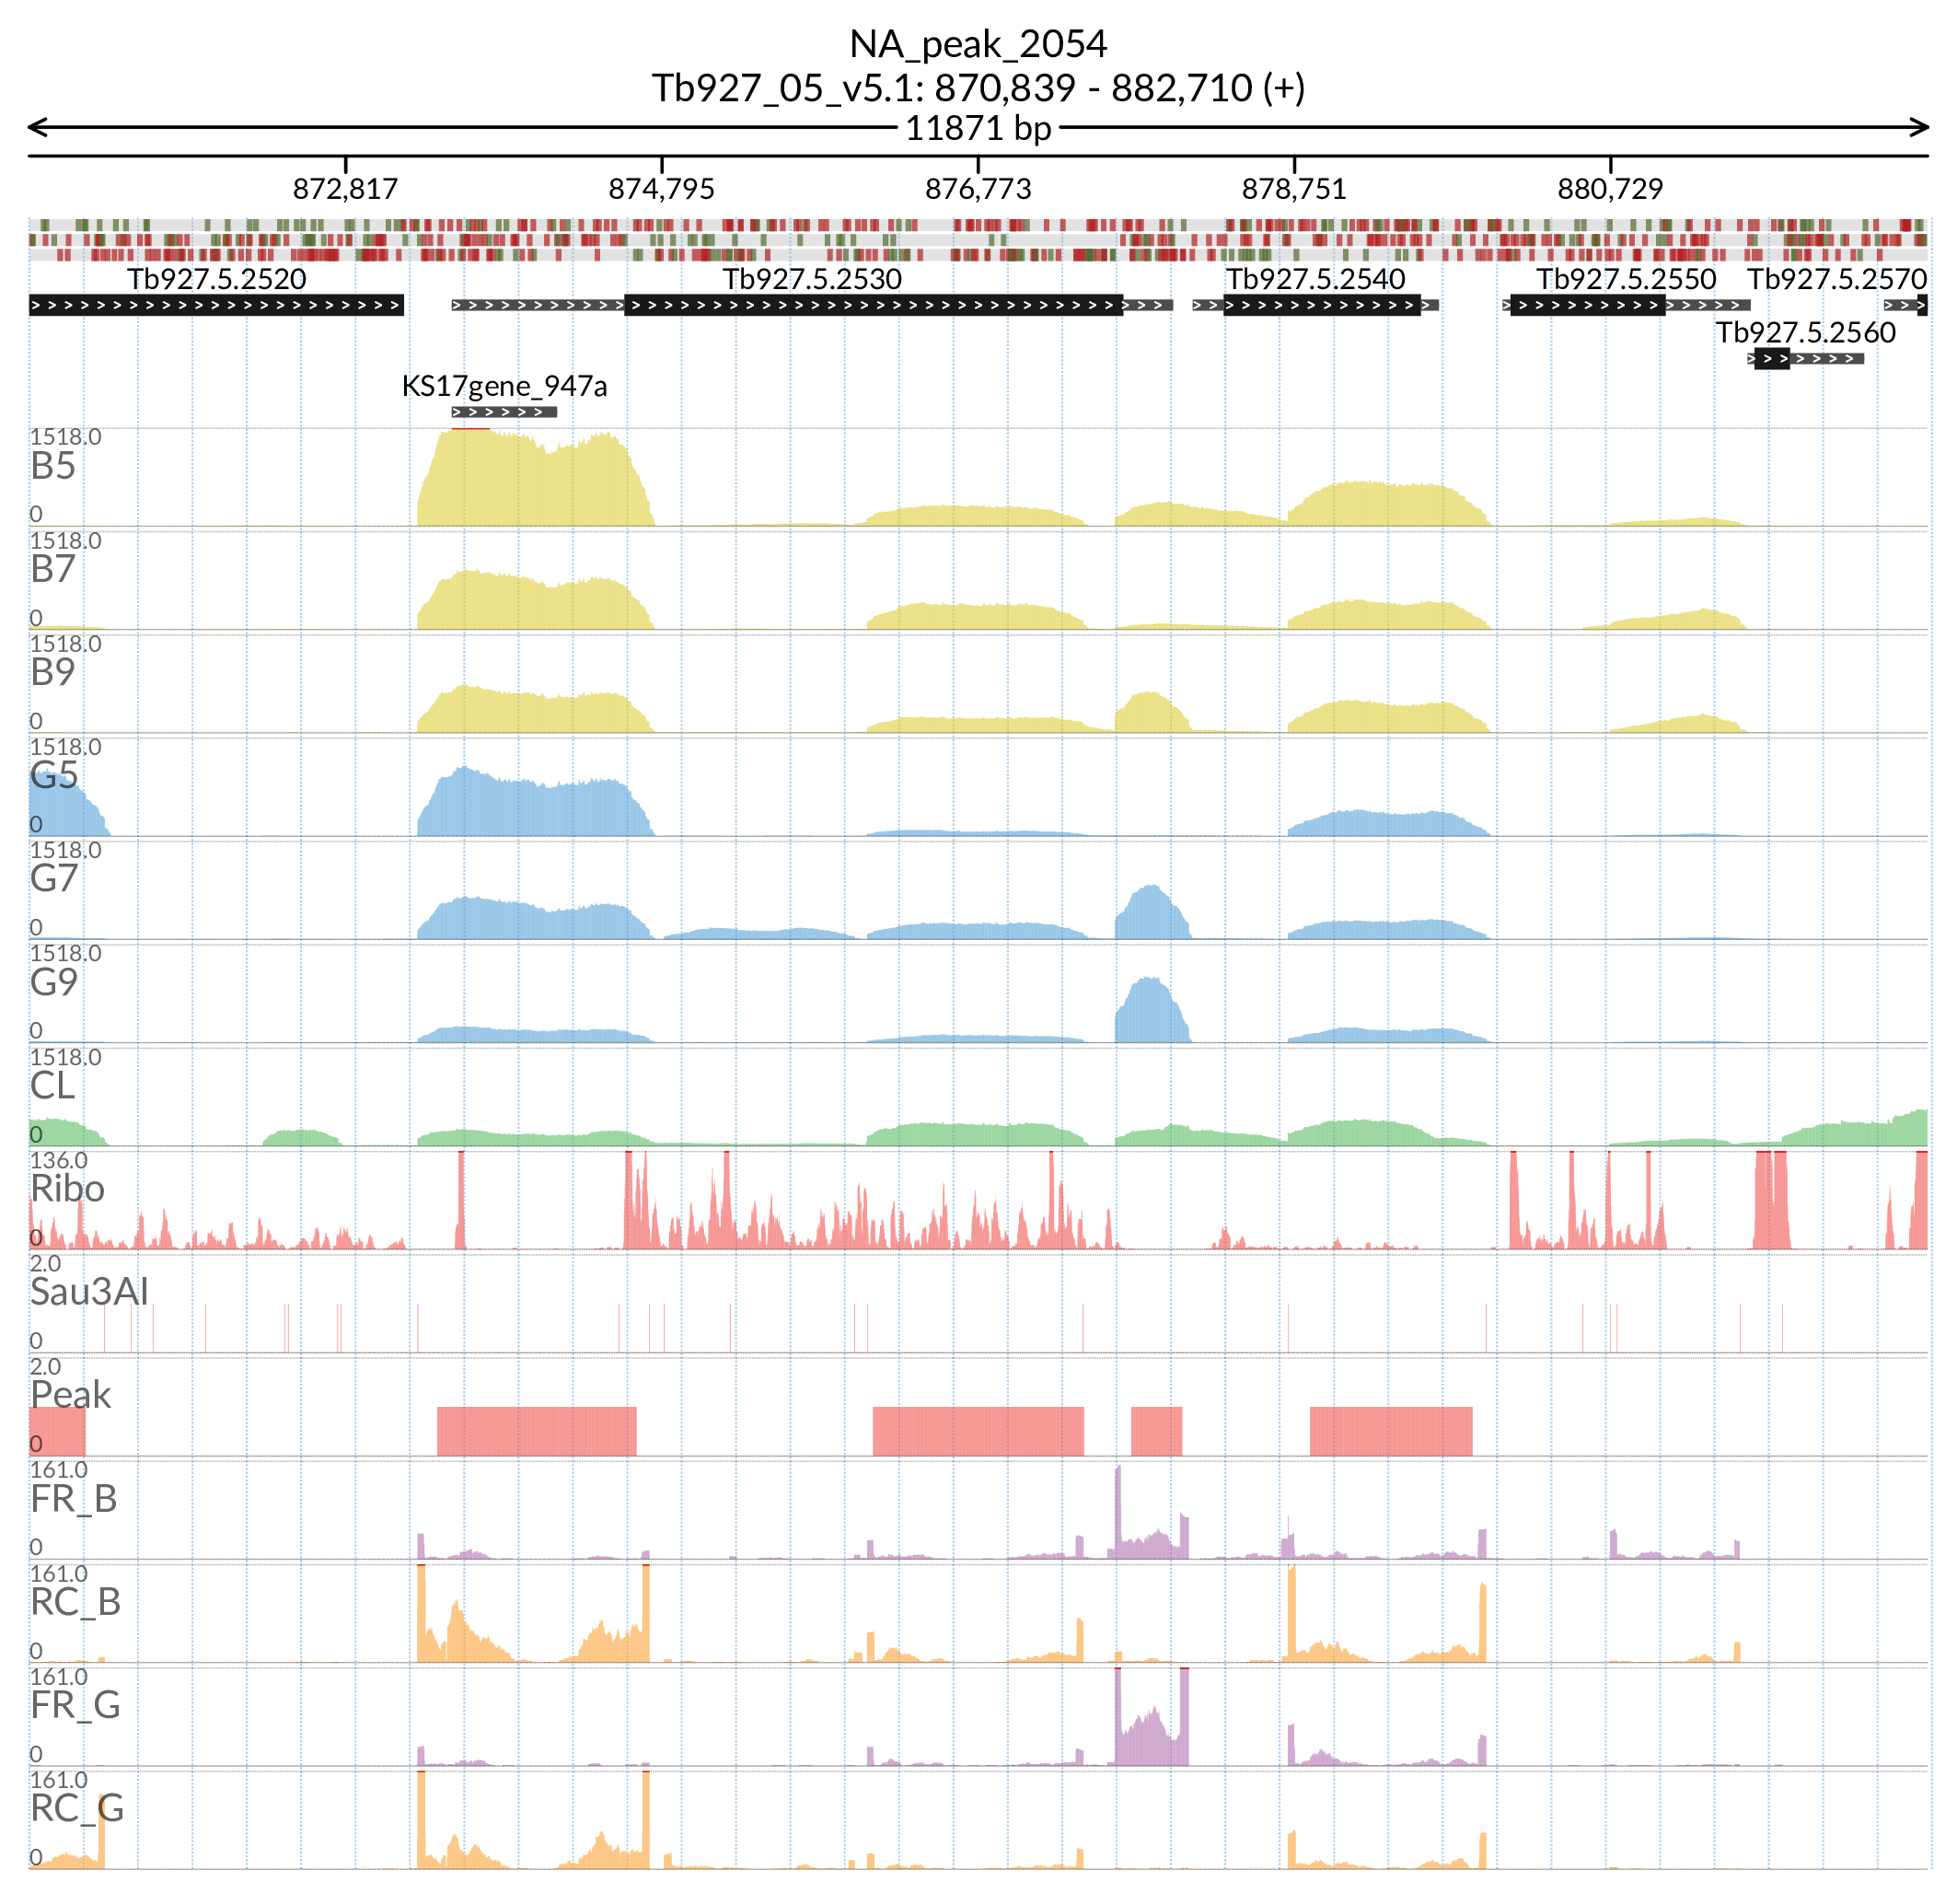 NA_peak_2054
Tb927_05_v5.1: 870,839 - 882,710 (+)
11871 bp
872,817 874,795 876,773 878,751 880,729
Tb927.5.2520 Tb927.5.2530 Tb927.5.2540 Tb927.5.2550 Tb927.5.2570
Tb927.5.2560
KS17gene_947a
1518.0
B5
0
1518.0
B7
0
1518.0
B9
0
1518.0
G5
0
1518.0
G7
0
1518.0
G9
0
1518.0
CL
0
136.0
Ribo
0
2.0
Sau3AI
0
2.0
Peak
0
161.0
FR_B
0
161.0
RC_B
0
161.0
FR_G
0
161.0
RC_G
0